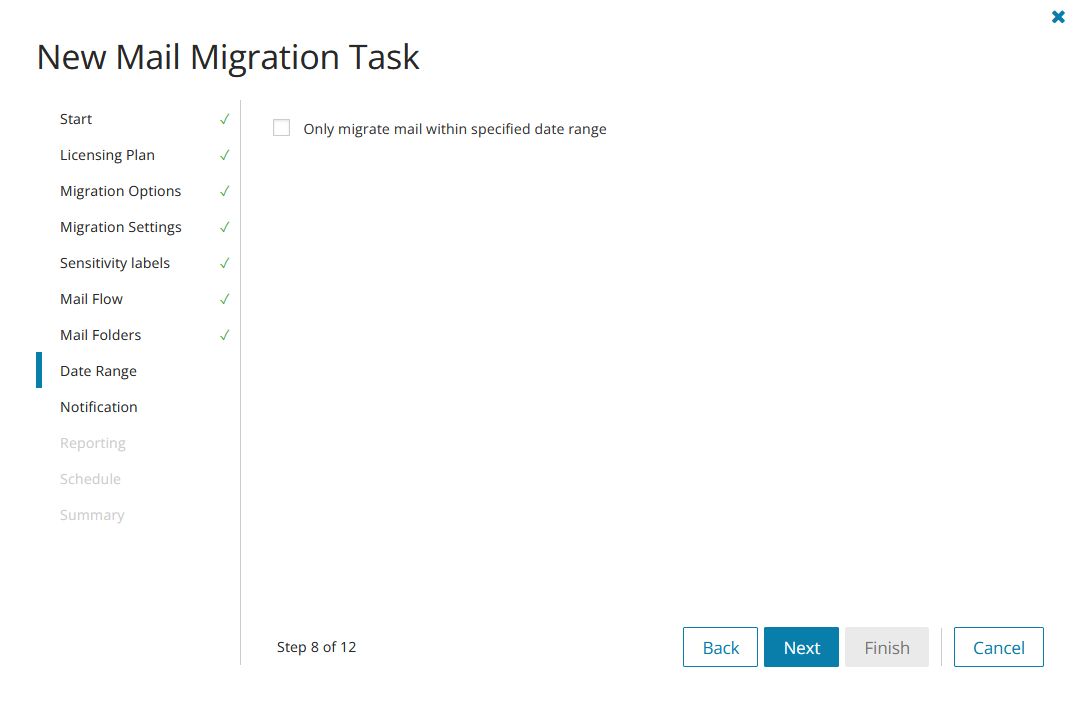 New Mail Migration Task
Start
Licensing Plan
Migration Options
Migration Settings
Sensitivity labels
Mail Flow
Mail Folders
Date Range
Notification
Reporting
Schedule
Summary
Only migrate mail within specified date range
Step 8 of 12
Back
Next
Finish
Cancel